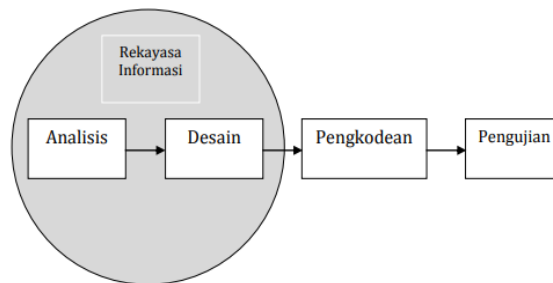 Rekayasa
Informasi
Analisis
Desain
Pengkodean
Pengujian